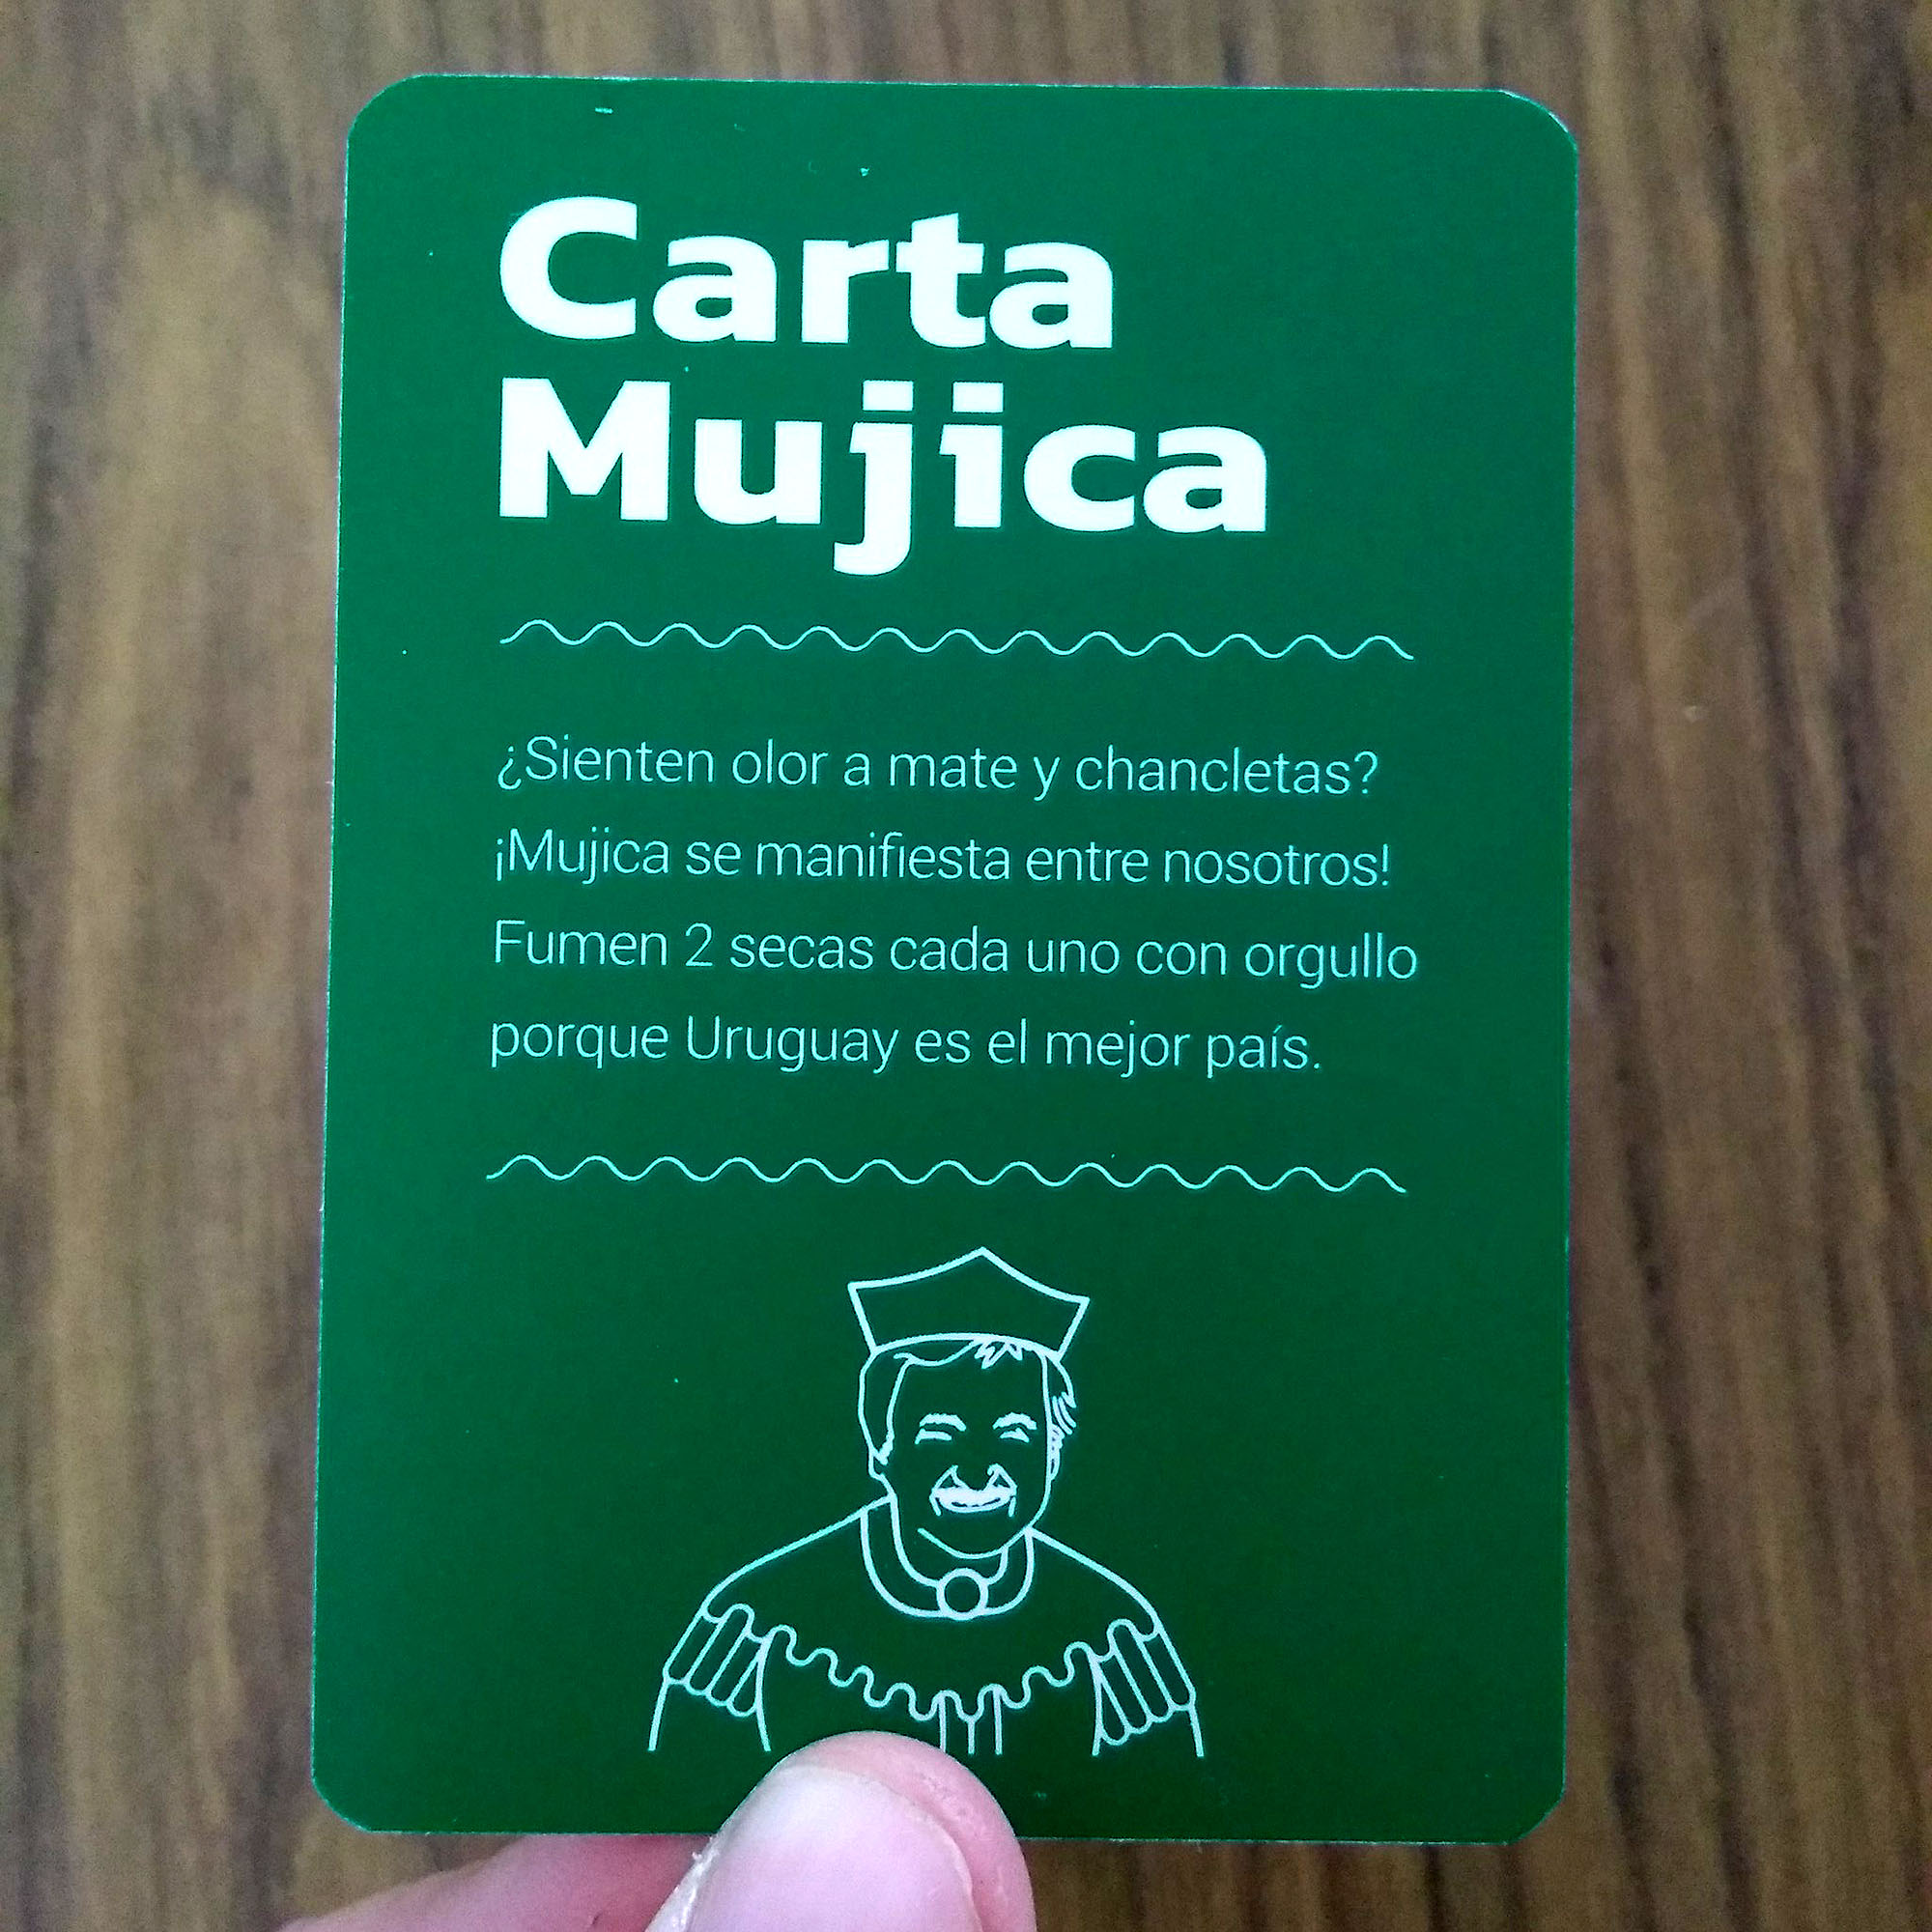 Carta
Mujica
¿Sienten olor a mate y chancletas?
¡Mujica se manifiesta entre nosotros!
Fumen 2 secas cada uno con orgullo
porque Uruguay es el mejor país.